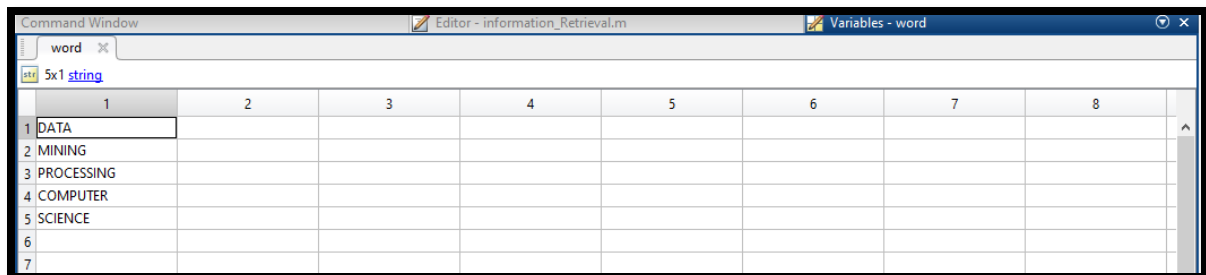 Command Window Editor - information_Retrieval.m Variables - word
word
str 5x1 string
1 2 3 4 5 6 7 8
1 DATA
2 MINING
3 PROCESSING
4 COMPUTER
5 SCIENCE
6
7